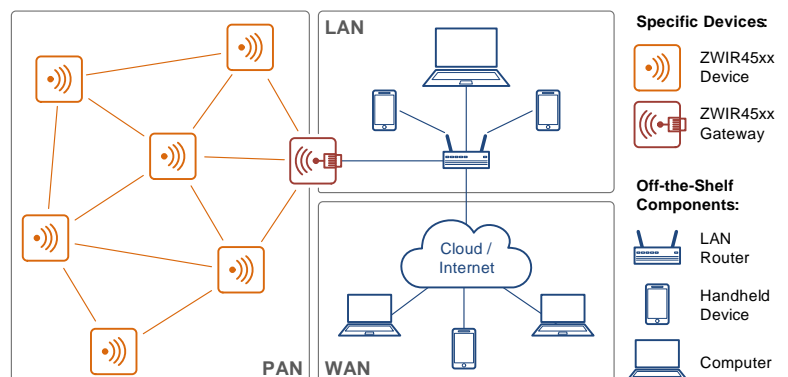 LAN
Cloud /
Internet
PAN
WAN
Specific Devices:
ZWIR45xx
Device
ZWIR45xx
Gateway
Off-the-Shelf
Components:
LAN
Router
Handheld
Device
Computer